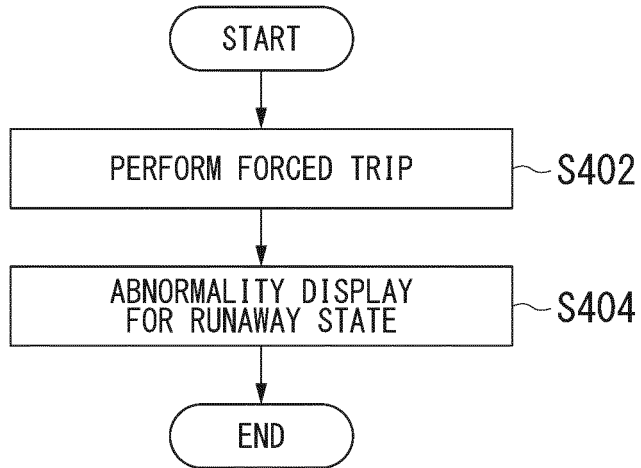 START
PERFORM FORCED TRIP
S402
ABNORMALITY DISPLAY
FOR RUNAWAY STATE
S404
END